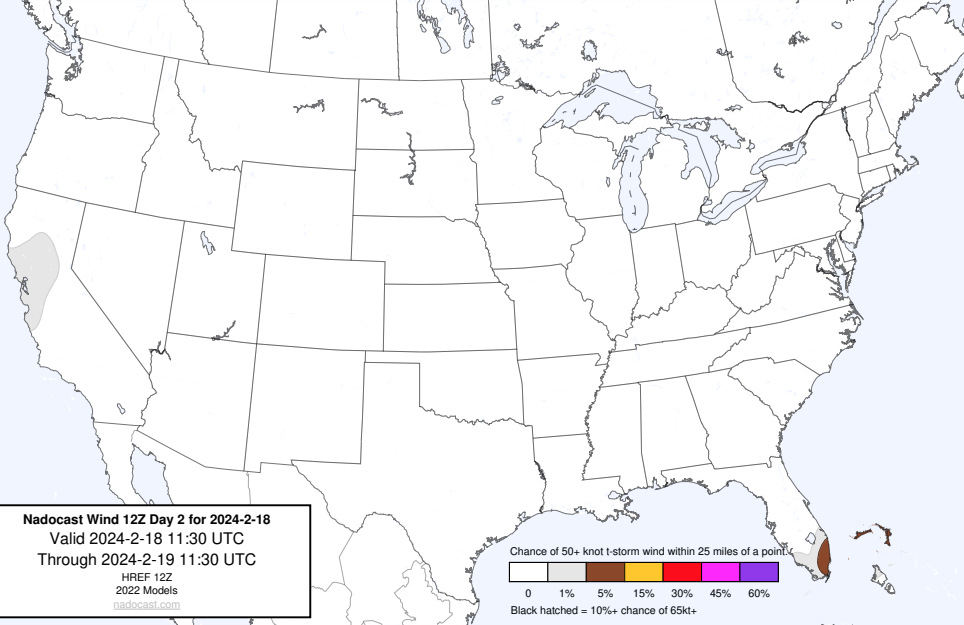 Nadocast Wind 12Z Day 2 for 2024-2-18
Valid 2024-2-18 11:30 UTC
Through 2024-2-19 11:30 UTC
HREF 12Z
2022 Models
nadocast.com
Chance of 50+ knot t-storm wind within 25 miles of a point.
0 1% 5% 15% 30% 45% 60%
Black hatched = 10%+ chance of 65kt+